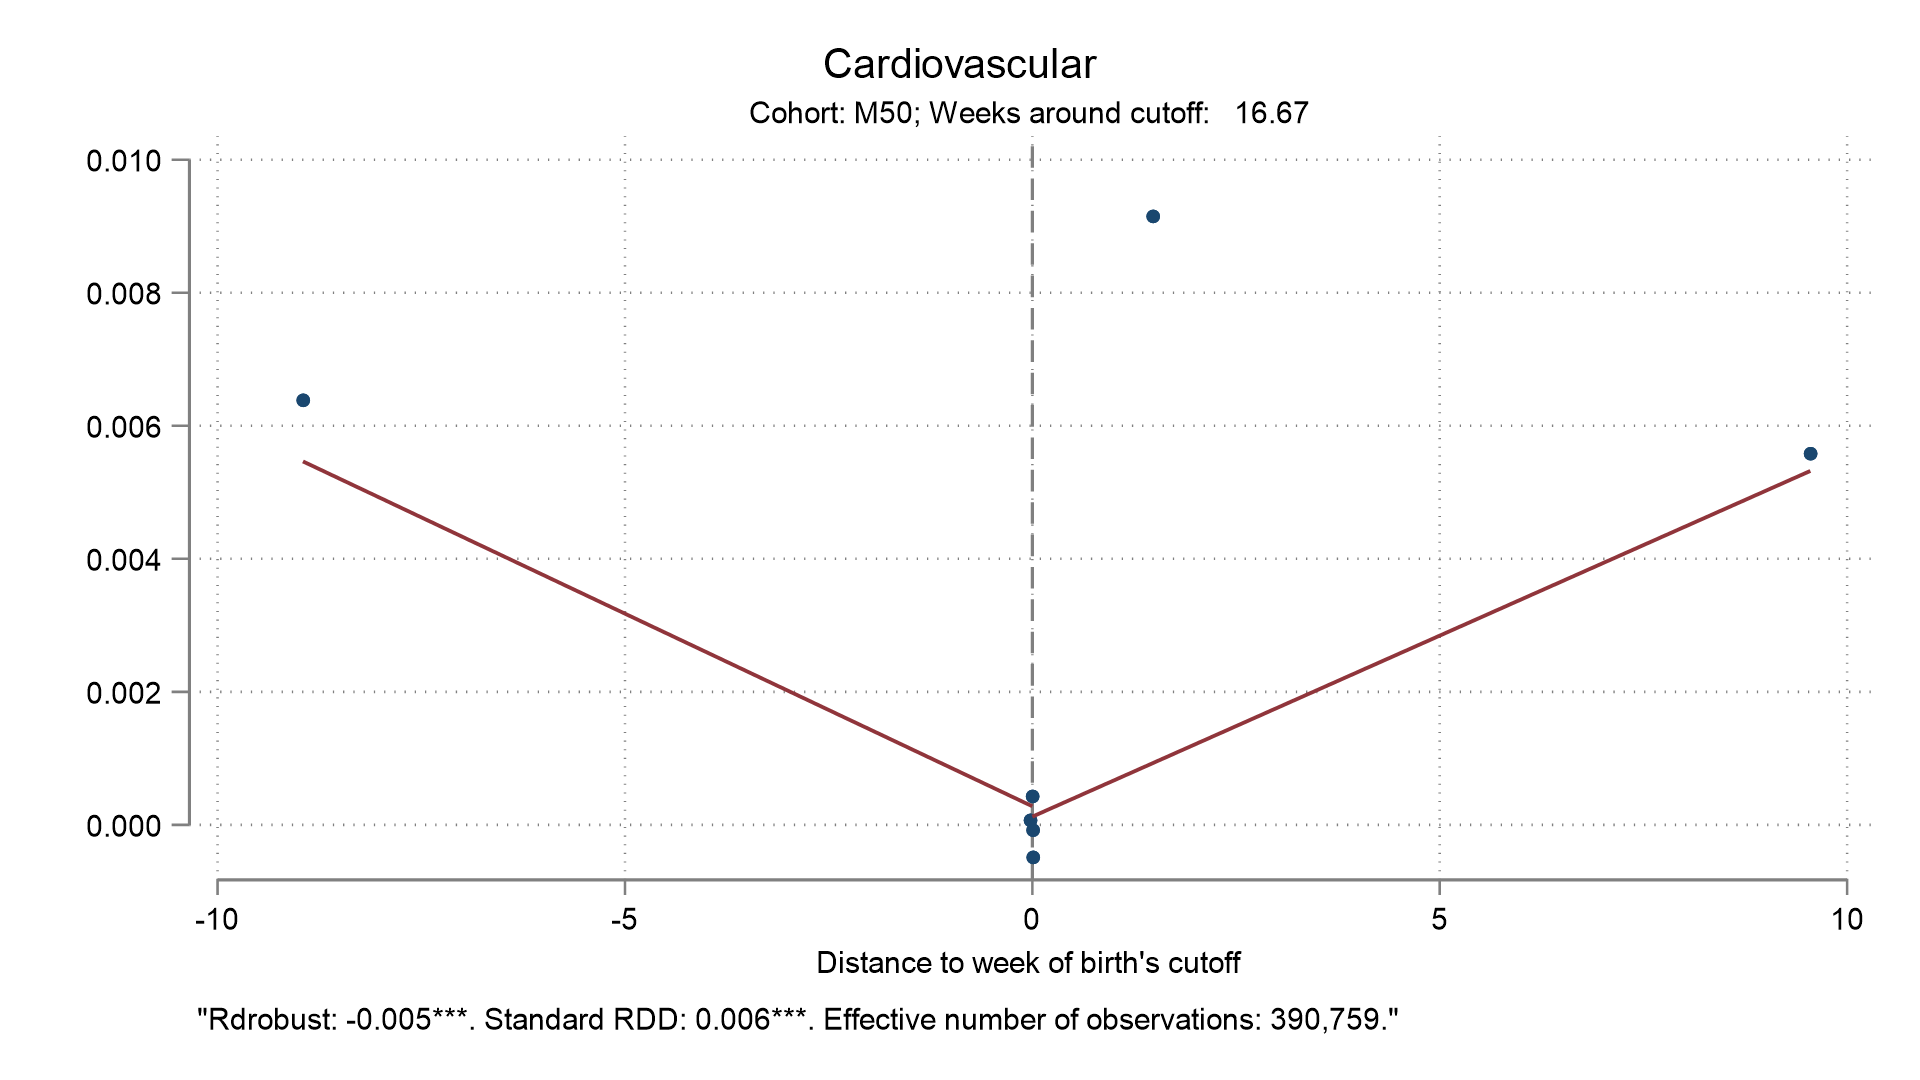 Cardiovascular
Cohort: M50; Weeks around cutoff: 16.67
0.010
0.008
0.006
0.004
0.002
0.000
-10 -5 0 5 10
Distance to week of birth's cutoff
"Rdrobust: -0.005***. Standard RDD: 0.006***. Effective number of observations: 390,759."